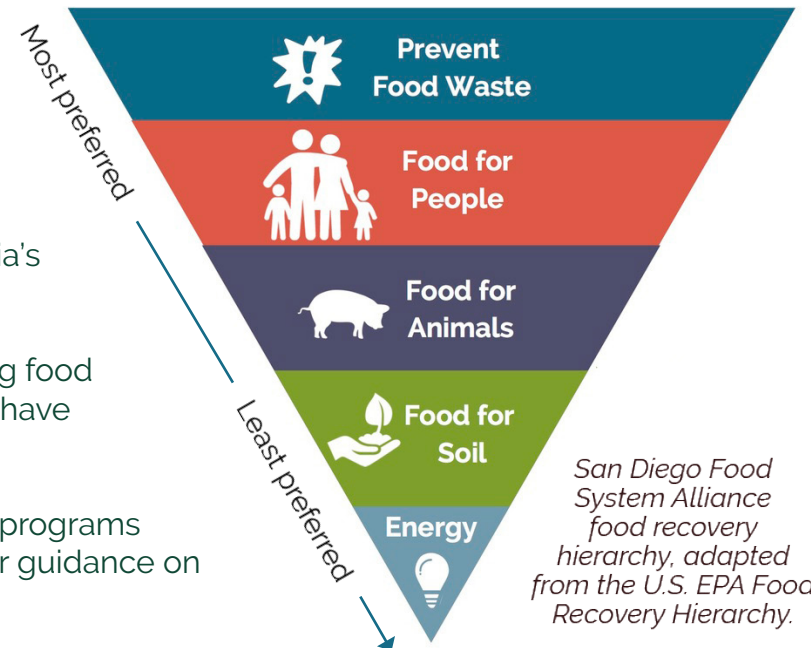 Most preferred
Prevent
Food Waste
Food for
People
Food for
Animals
Food for
Soil
Energy
Least preferred
ia's
g food
have
programs
r guidance on
San Diego Food
System Alliance
food recovery
hierarchy, adapted
from the U.S. EPA Food
Recovery Hierarchy.